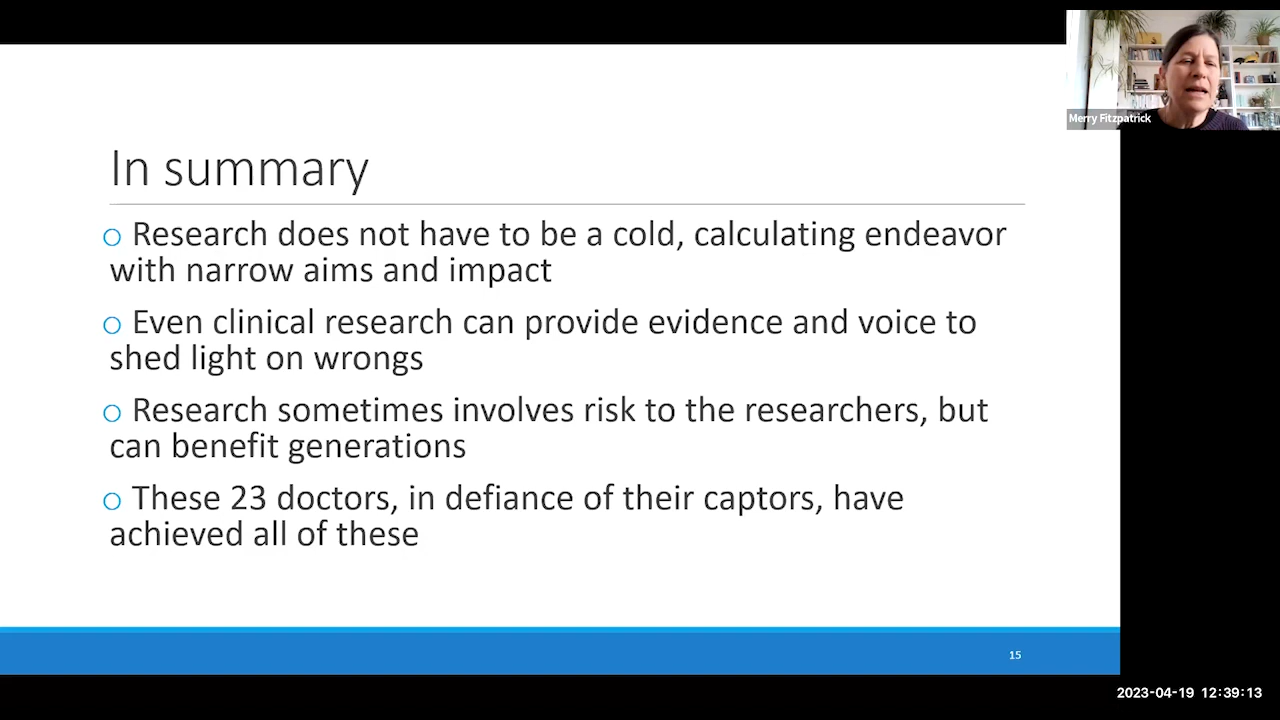 Merry Fitzpatrick
In summary
o Research does not have to be a cold, calculating endeavor
with narrow aims and impact
o Even clinical research can provide evidence and voice to
shed light on wrongs
o Research sometimes involves risk to the researchers, but
can benefit generations
o These 23 doctors, in defiance of their captors, have
achieved all of these
15
2023-04-19 12:39:13